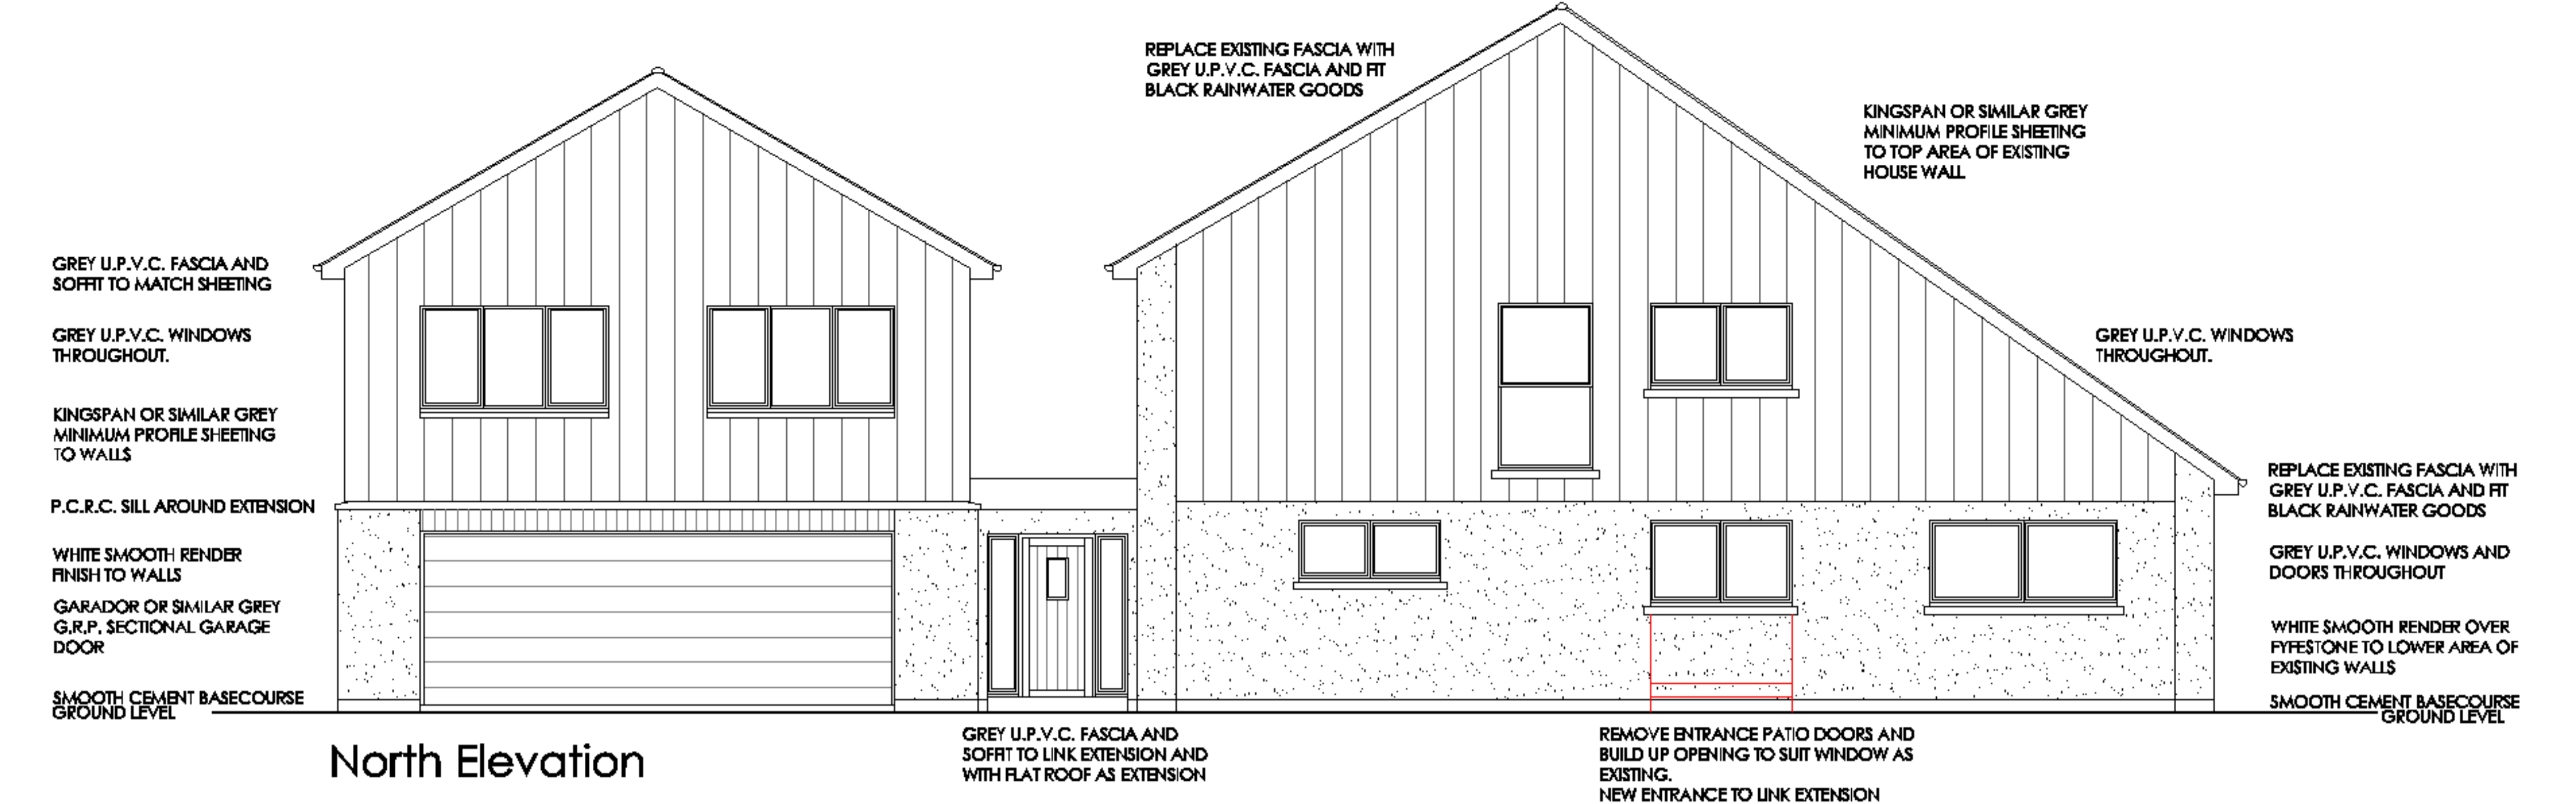 REPLACE EXISTING FASCIA WITH
GREY U.P.V.C. FASCIA AND FIT
BLACK RAINWATER GOODS
KINGSPAN OR SIMILAR GREY
MINIMUM PROFILE SHEETING
TO TOP AREA OF EXISTING
HOUSE WALL
GREY U.P.V.C. FASCIA AND
SOFFIT TO MATCH SHEETING
GREY U.P.V.C. WINDOWS
THROUGHOUT.
KINGSPAN OR SIMILAR GREY
MINIMUM PROFILE SHEETING
TO WALLS
P.C.R.C. SILL AROUND EXTENSION
WHITE SMOOTH RENDER
FINISH TO WALLS
GARADOR OR SIMILAR GREY
G.R.P. SECTIONAL GARAGE
DOOR
SMOOTH CEMENT BASECOURSE
GROUND LEVEL
GREY U.P.V.C. WINDOWS
THROUGHOUT.
REPLACE EXISTING FASCIA WITH
GREY U.P.V.C. FASCIA AND FIT
BLACK RAINWATER GOODS
GREY U.P.V.C. WINDOWS AND
DOORS THROUGHOUT
WHITE SMOOTH RENDER OVER
FYFESTONE TO LOWER AREA OF
EXISTING WALLS
SMOOTH CEMENT BASECOURSE
GROUND LEVEL
North Elevation
GREY U.P.V.C. FASCIA AND
SOFFIT TO LINK EXTENSION AND
WITH FLAT ROOF AS EXTENSION
REMOVE ENTRANCE PATIO DOORS AND
BUILD UP OPENING TO SUIT WINDOW AS
EXISTING.
NEW ENTRANCE TO LINK EXTENSION